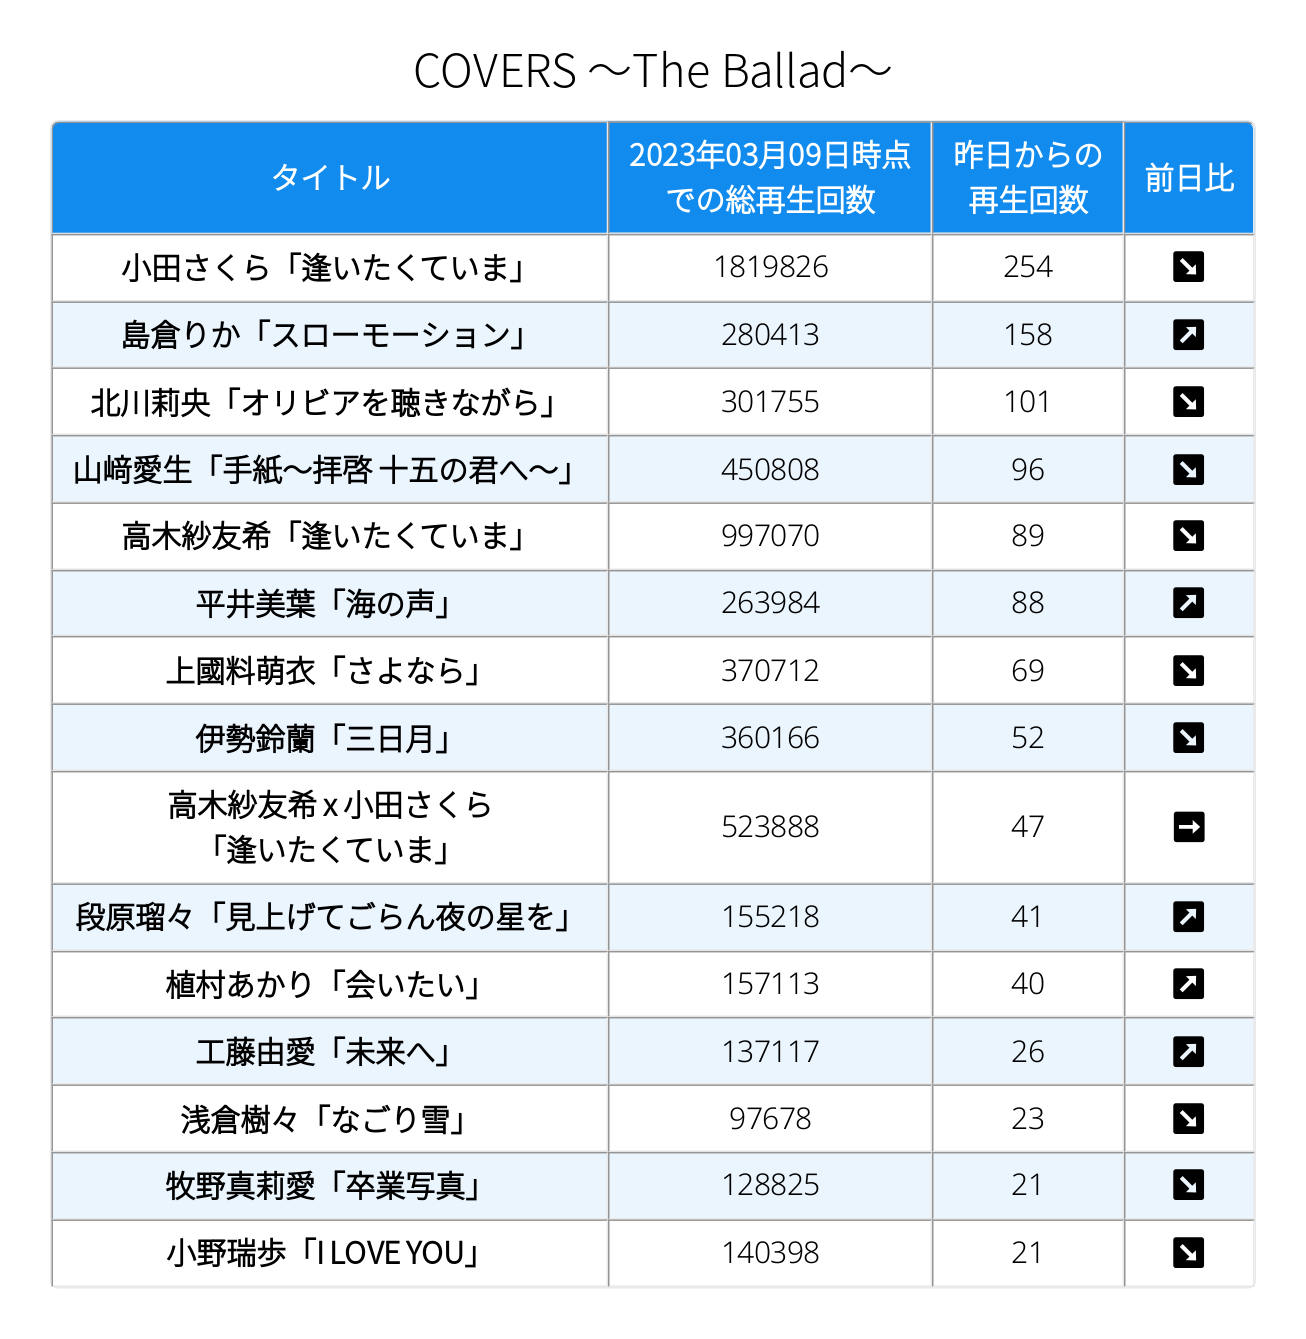 COVERS ～The Ballad～
タイトル
2023年03月09日時点
での総再生回数
昨日からの
再生回数
前日比
小田さくら「逢いたくていま」 1819826 254 ↘
島倉りか「スローモーション」 280413 158 ↗
北川莉央「オリビアを聴きながら」 301755 101 ↘
山﨑愛生「手紙～拝啓 十五の君へ～」 450808 96 ↘
高木紗友希「逢いたくていま」 997070 89 ↘
平井美葉「海の声」 263984 88 ↗
上國料萌衣「さよなら」 370712 69 ↘
伊勢鈴蘭「三日月」 360166 52 ↘
高木紗友希 x 小田さくら
「逢いたくていま」 523888 47 →
段原瑠々「見上げてごらん夜の星を」 155218 41 ↗
植村あかり「会いたい」 157113 40 ↗
工藤由愛「未来へ」 137117 26 ↗
浅倉樹々「なごり雪」 97678 23 ↘
牧野真莉愛「卒業写真」 128825 21 ↘
小野瑞歩「I LOVE YOU」 140398 21 ↘